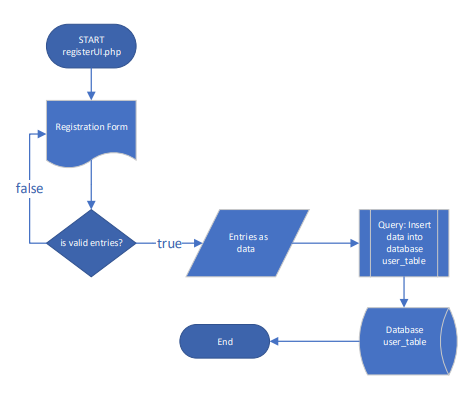 START
registerUI.php
Registration Form
false
is valid entries?
true
Entries as
data
Query: Insert
data into
database
user_table
Database
user_table
End